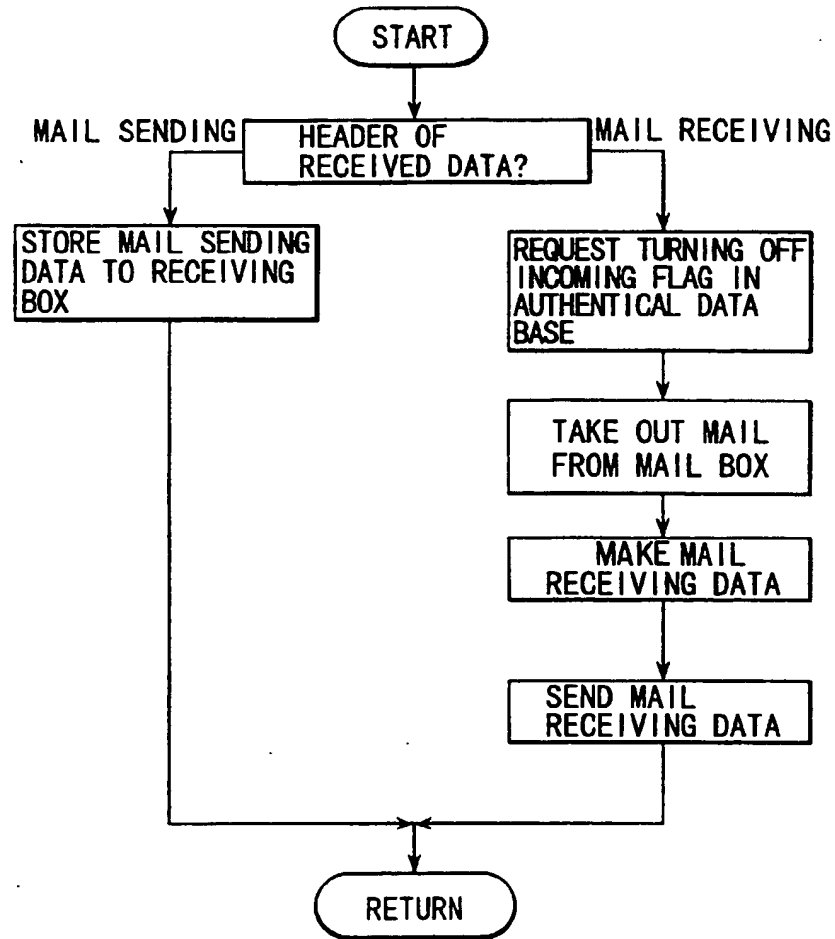 START
MAIL SENDING
HEADER OF
RECEIVED DATA?
MAIL RECEIVING
STORE MAIL SENDING
DATA TO RECEIVING
BOX
REQUEST TURNING OFF
INCOMING FLAG IN
AUTHENTICAL DATA
BASE
TAKE OUT MAIL
FROM MAIL BOX
MAKE MAIL
RECEIVING DATA
SEND MAIL
RECEIVING DATA
RETURN